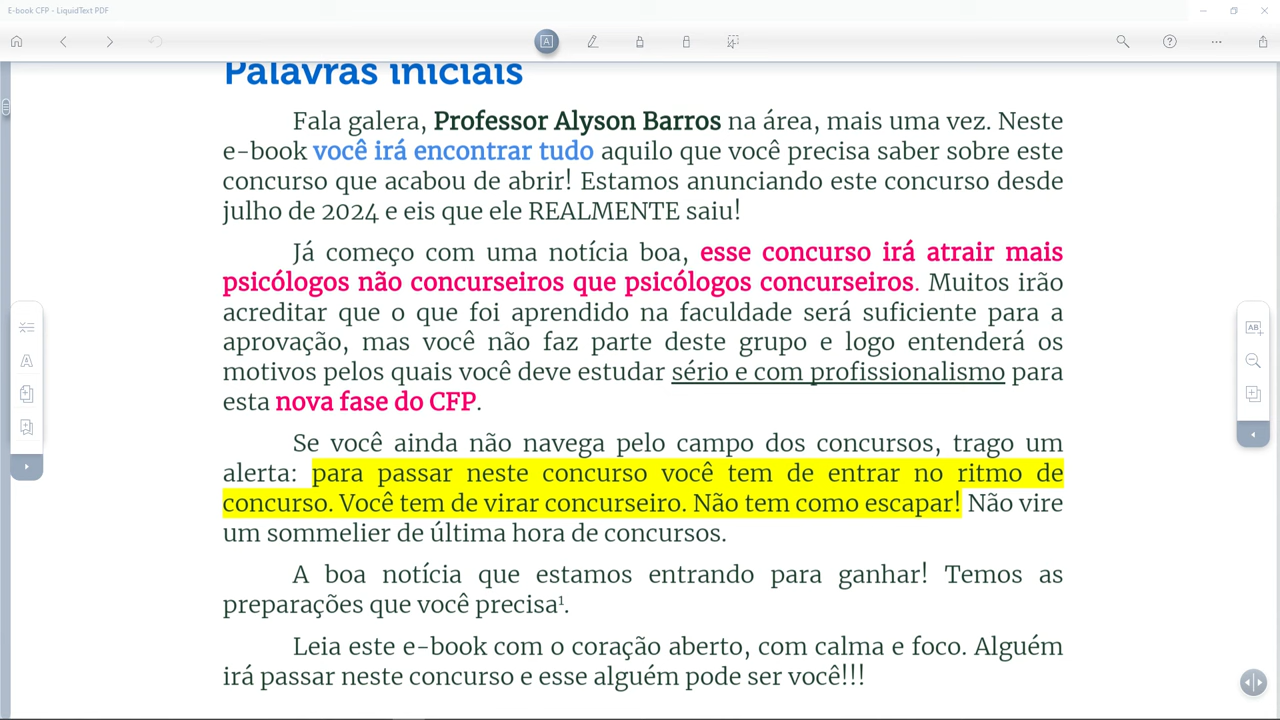 E-book CFP - LiquidText PDF
Palavras iniciais
Fala galera, Professor Alyson Barros na área, mais uma vez. Neste
e-book você irá encontrar tudo aquilo que você precisa saber sobre este
concurso que acabou de abrir! Estamos anunciando este concurso desde
julho de 2024 e eis que ele REALMENTE saiu!
Já começo com uma notícia boa, esse concurso irá atrair mais
psicólogos não concurseiros que psicólogos concurseiros. Muitos irão
acreditar que o que foi aprendido na faculdade será suficiente para a
aprovação, mas você não faz parte deste grupo e logo entenderá os
motivos pelos quais você deve estudar sério e com profissionalismo para
esta nova fase do CFP.
Se você ainda não navega pelo campo dos concursos, trago um
alerta: para passar neste concurso você tem de entrar no ritmo de
concurso. Você tem de virar concurseiro. Não tem como escapar! Não vire
um sommelier de última hora de concursos.
A boa notícia que estamos entrando para ganhar! Temos as
preparações que você precisa¹.
Leia este e-book com o coração aberto, com calma e foco. Alguém
irá passar neste concurso e esse alguém pode ser você!!!